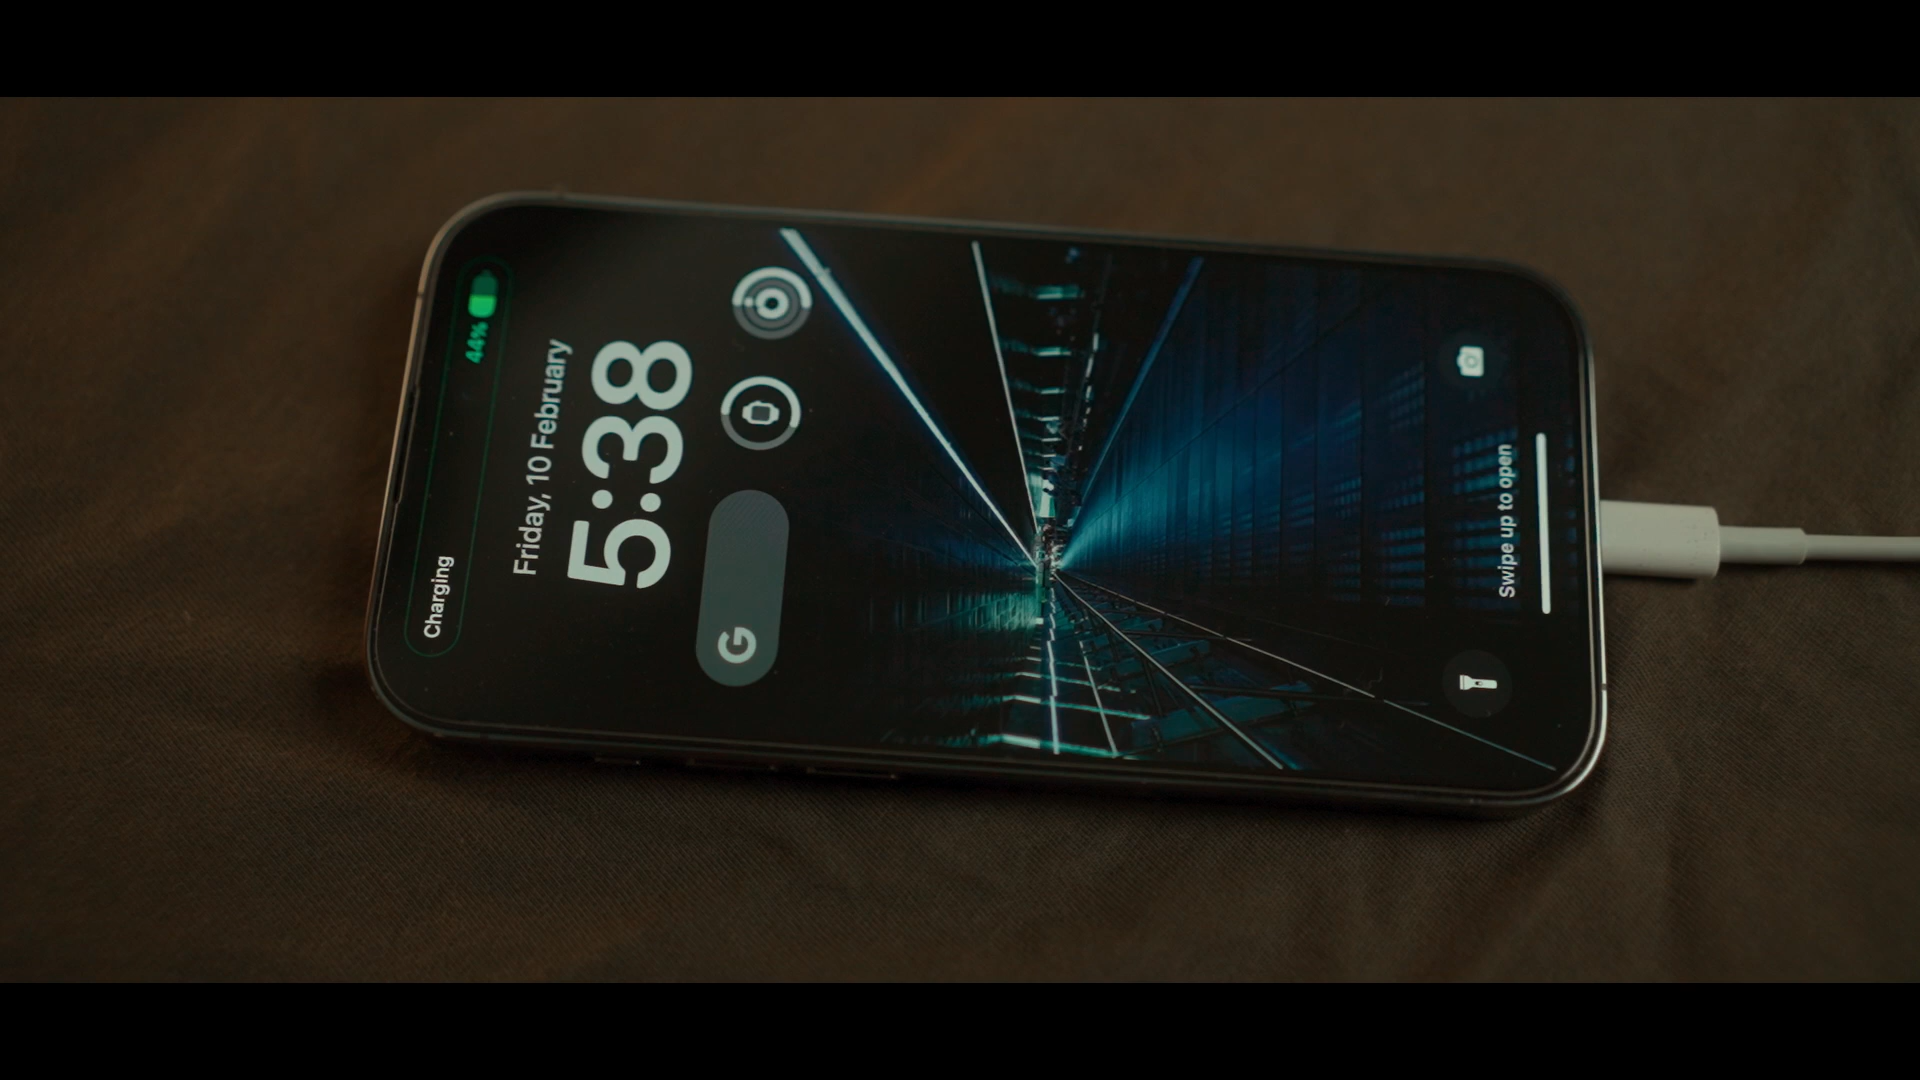 Charging 44%
Friday, 10 February
5:38
G
Swipe up to open